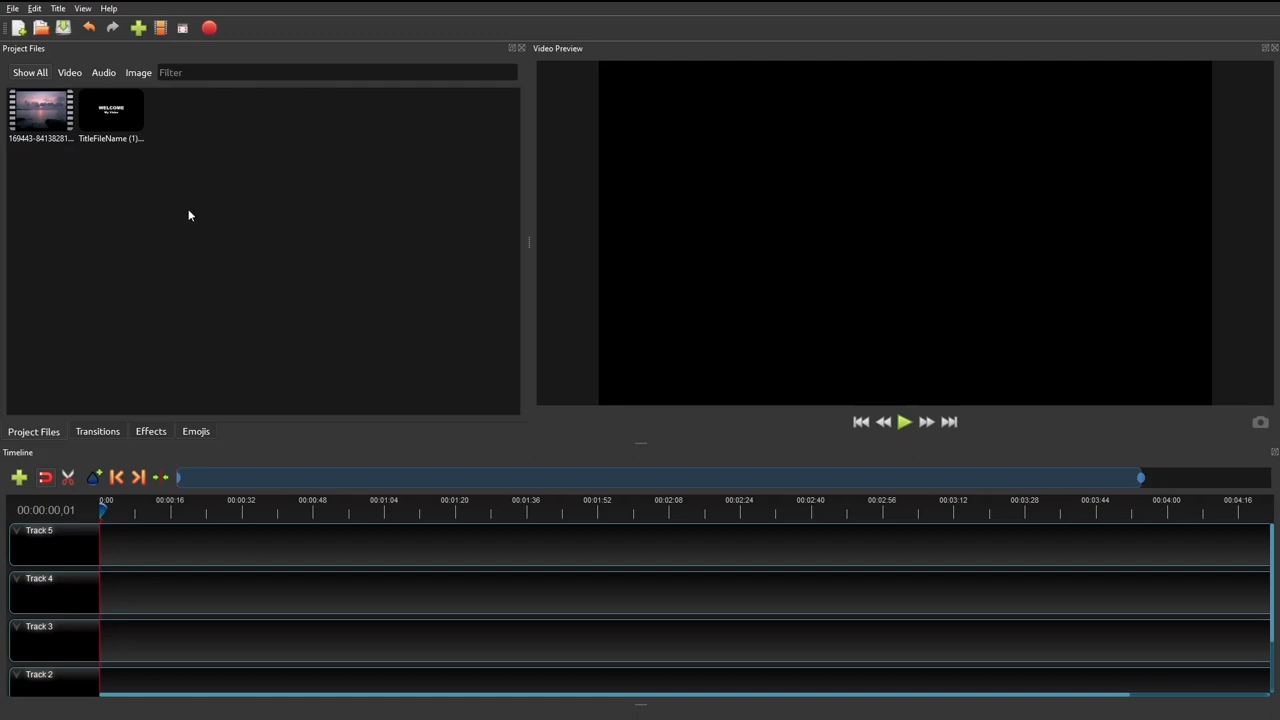 File Edit Title View Help
Project Files
Video Preview
Show All Video Audio Image Filter
WELCOME
My Video
169443-84138281... TitleFileName (1)...
Project Files Transitions Effects Emojis
Timeline
00:00:00,01
0:00 00:00:16 00:00:32 00:00:48 00:01:04 00:01:20 00:01:36 00:01:52 00:02:08 00:02:24 00:02:40 00:02:56 00:03:12 00:03:28 00:03:44 00:04:00 00:04:16
Track 5
Track 4
Track 3
Track 2